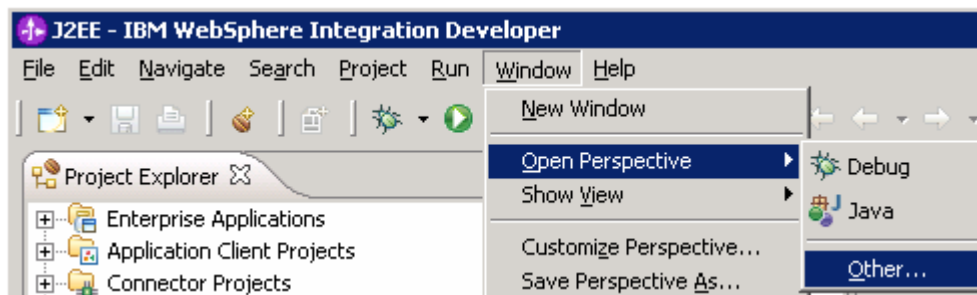 J2EE - IBM WebSphere Integration Developer
File Edit Navigate Search Project Run Window Help
New Window
Project Explorer
Open Perspective
Debug
Show View
Java
Enterprise Applications
Application Client Projects
Customize Perspective...
Other...
Connector Projects
Save Perspective As...